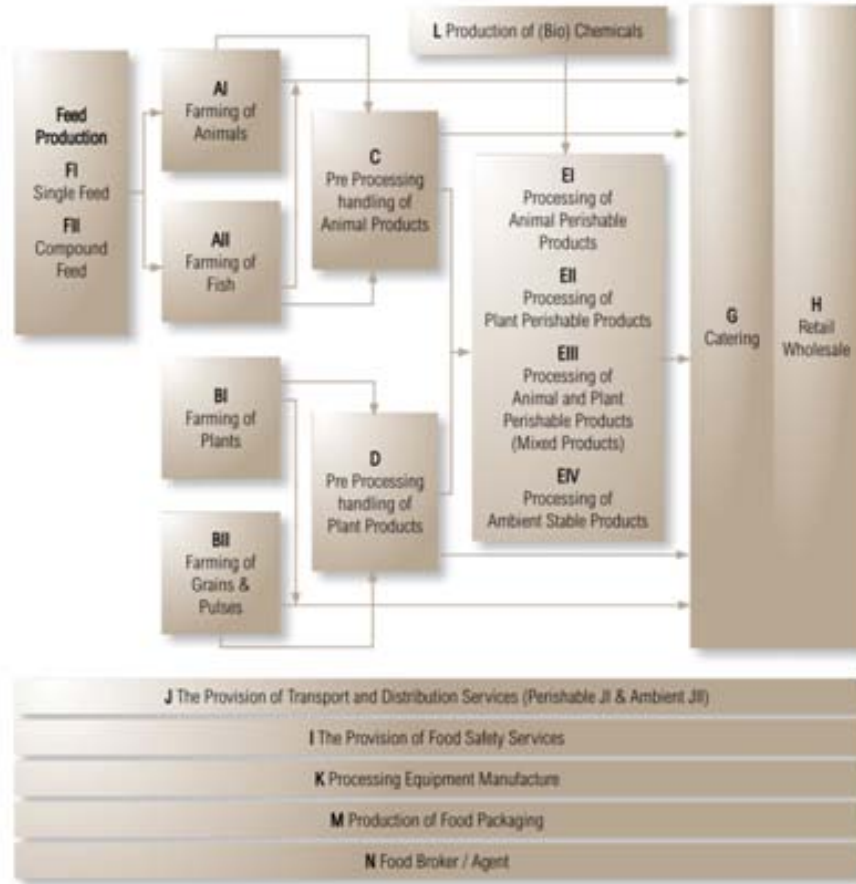 L Production of (Bio) Chemicals
Feed
Production
FI
Single Feed
FII
Compound
Feed
AI
Farming of
Animals
AII
Farming of
Fish
BI
Farming of
Plants
BII
Farming of
Grains &
Pulses
C
Pre Processing
handling of
Animal Products
D
Pre Processing
handling of
Plant Products
EI
Processing of
Animal Perishable
Products
EII
Processing of
Plant Perishable Products
EIII
Processing of
Animal and Plant
Perishable Products
(Mixed Products)
EIV
Processing of
Ambient Stable Products
G
Catering
H
Retail
Wholesale
J The Provision of Transport and Distribution Services (Perishable JI & Ambient JII)
I The Provision of Food Safety Services
K Processing Equipment Manufacture
M Production of Food Packaging
N Food Broker / Agent